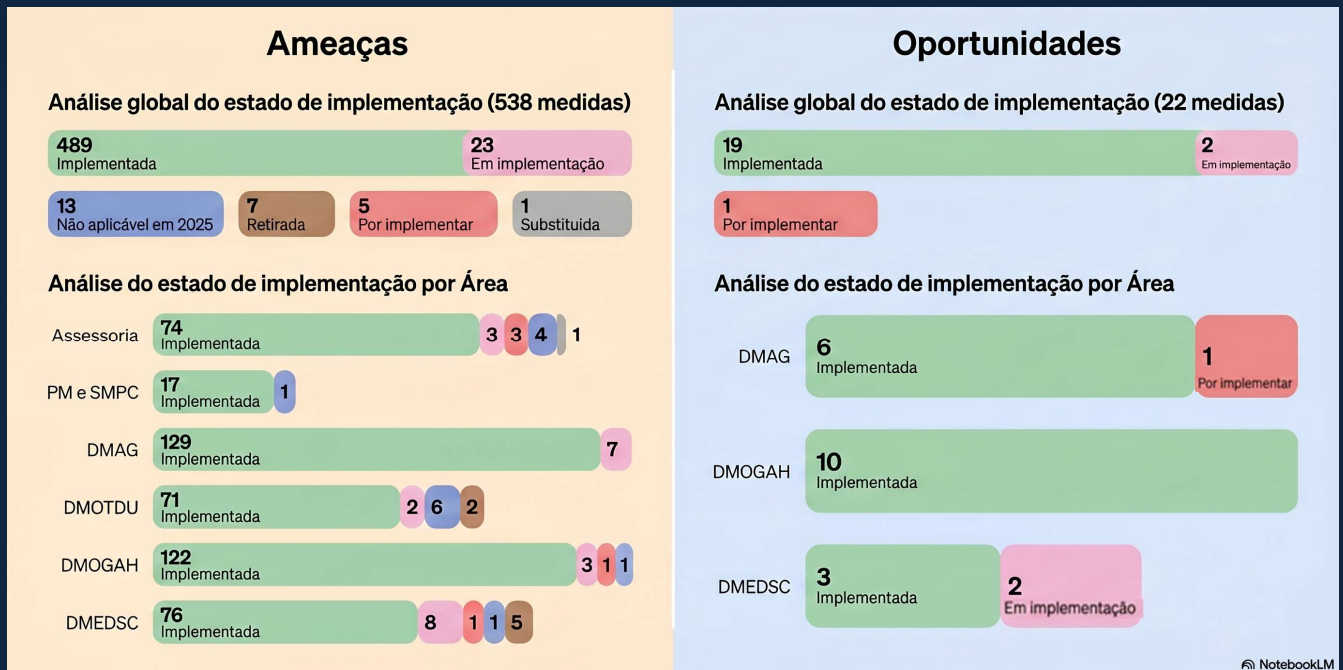 Ameaças
Análise global do estado de implementação (538 medidas)
489
Implementada
23
Em implementação
13
Não aplicável em 2025
7
Retirada
5
Por implementar
1
Substituida
Análise do estado de implementação por Área
Assessoria
74
Implementada
3 3 4 1
PM e SMPC
17
Implementada
1
DMAG
129
Implementada
7
DMOTDU
71
Implementada
2 6 2
DMOGAH
122
Implementada
3 1 1
DMEDSC
76
Implementada
8 1 1 5
Oportunidades
Análise global do estado de implementação (22 medidas)
19
Implementada
2
Em implementação
1
Por implementar
Análise do estado de implementação por Área
DMAG
6
Implementada
1
Por implementar
DMOGAH
10
Implementada
DMEDSC
3
Implementada
2
Em implementação
NotebookLM